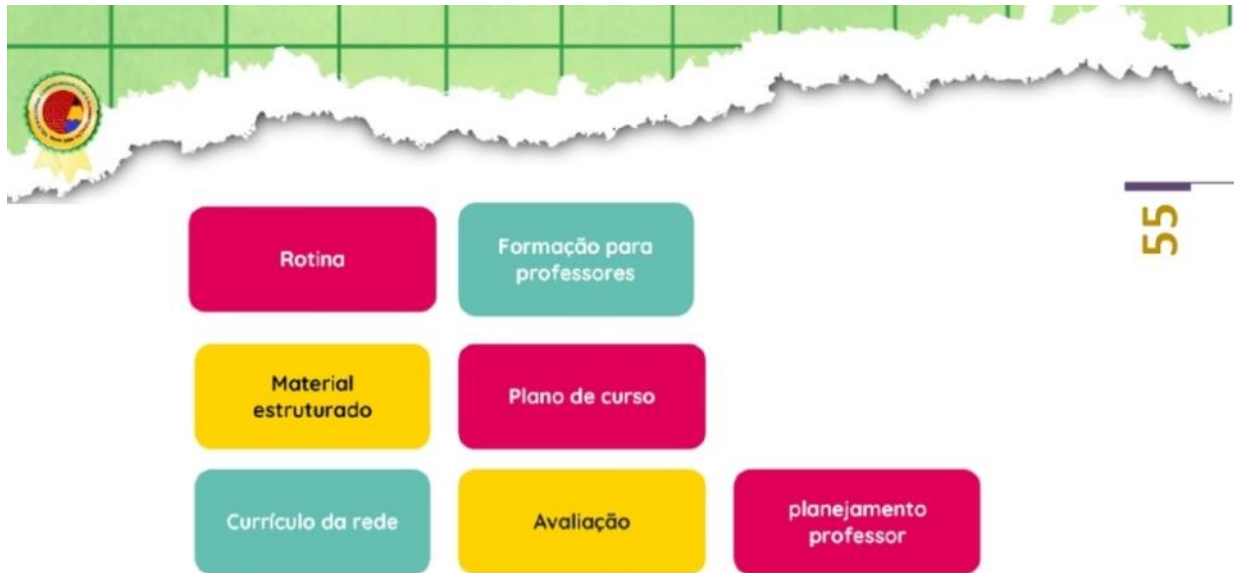 55
Rotina
Formação para
professores
Material
estruturado
Plano de curso
Currículo da rede
Avaliação
planejamento
professor